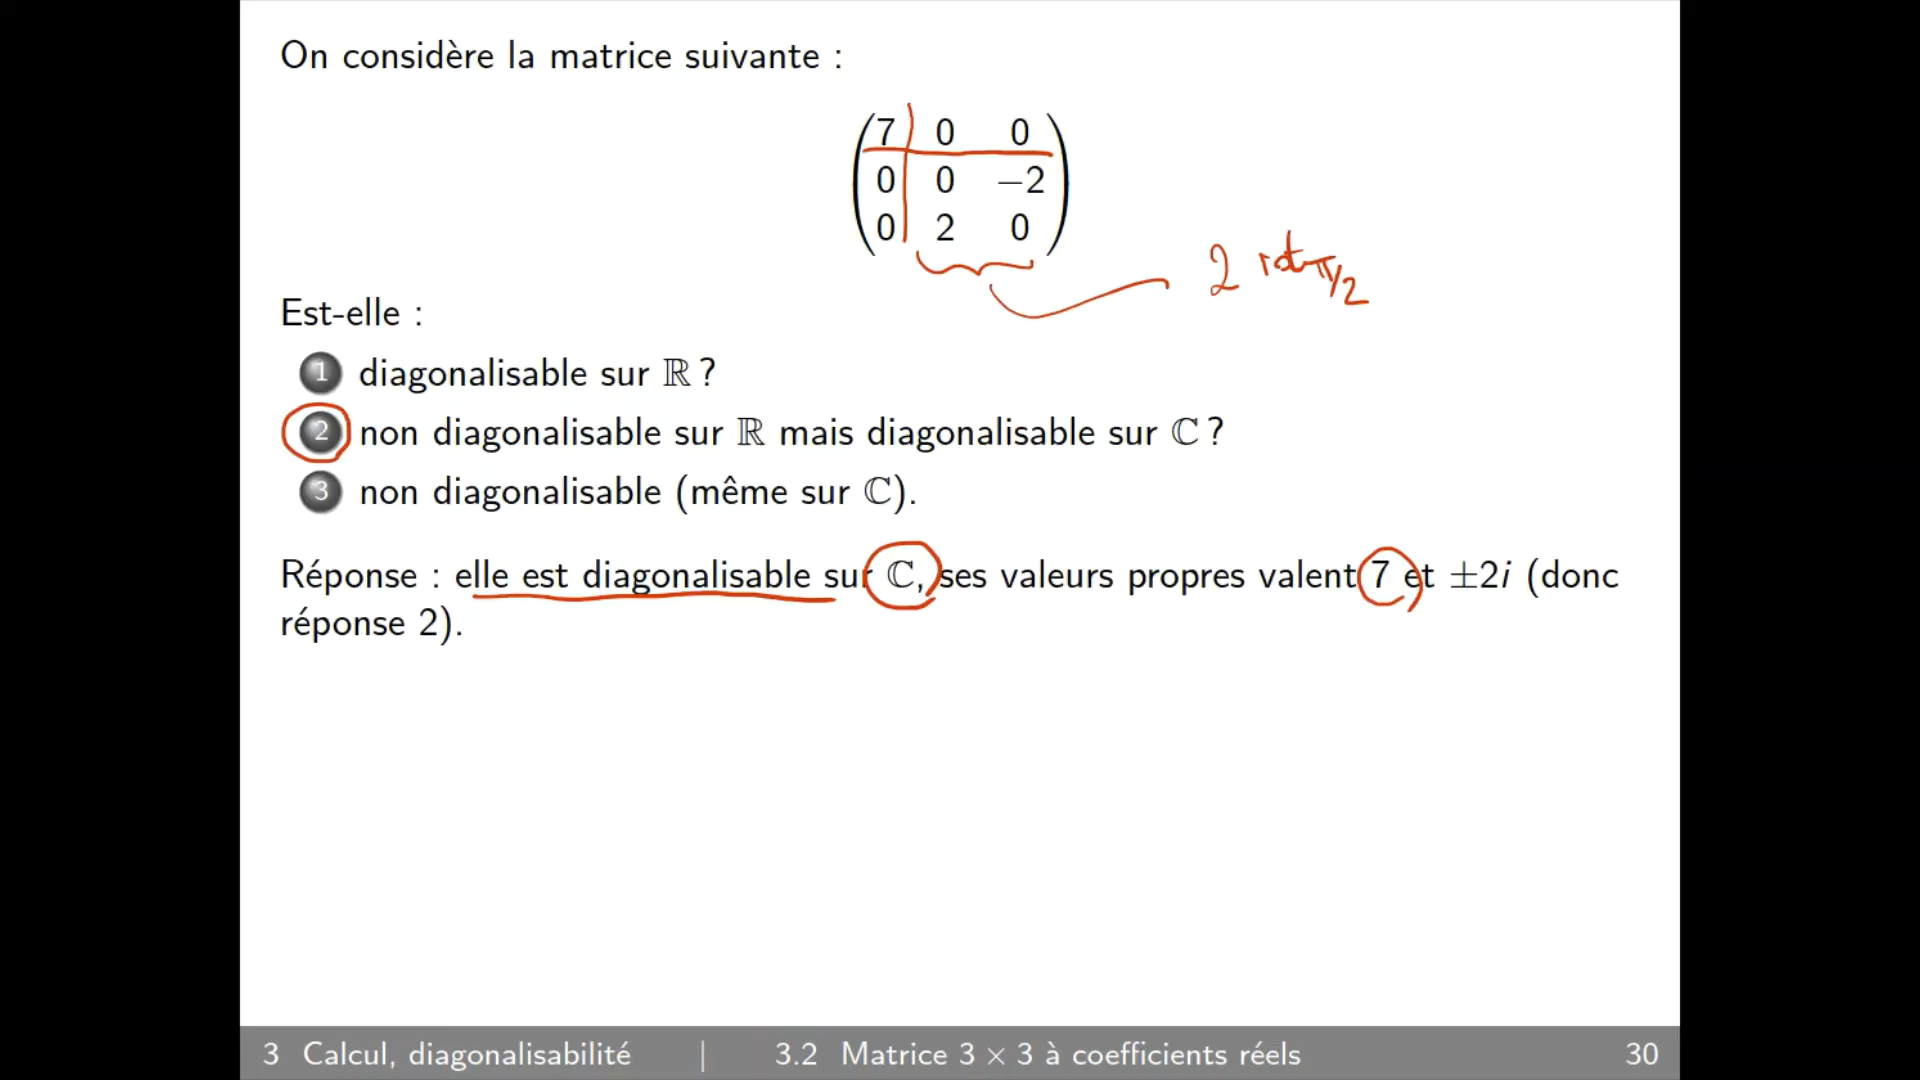 On considère la matrice suivante :
7 0 0
0 0 −2
0 2 0
2 rot π/2
Est-elle :
1 diagonalisable sur ℝ ?
2 non diagonalisable sur ℝ mais diagonalisable sur ℂ ?
3 non diagonalisable (même sur ℂ).
Réponse : elle est diagonalisable sur ℂ, ses valeurs propres valent 7 et ±2i (donc
réponse 2).
3 Calcul, diagonalisabilité | 3.2 Matrice 3 × 3 à coefficients réels 30